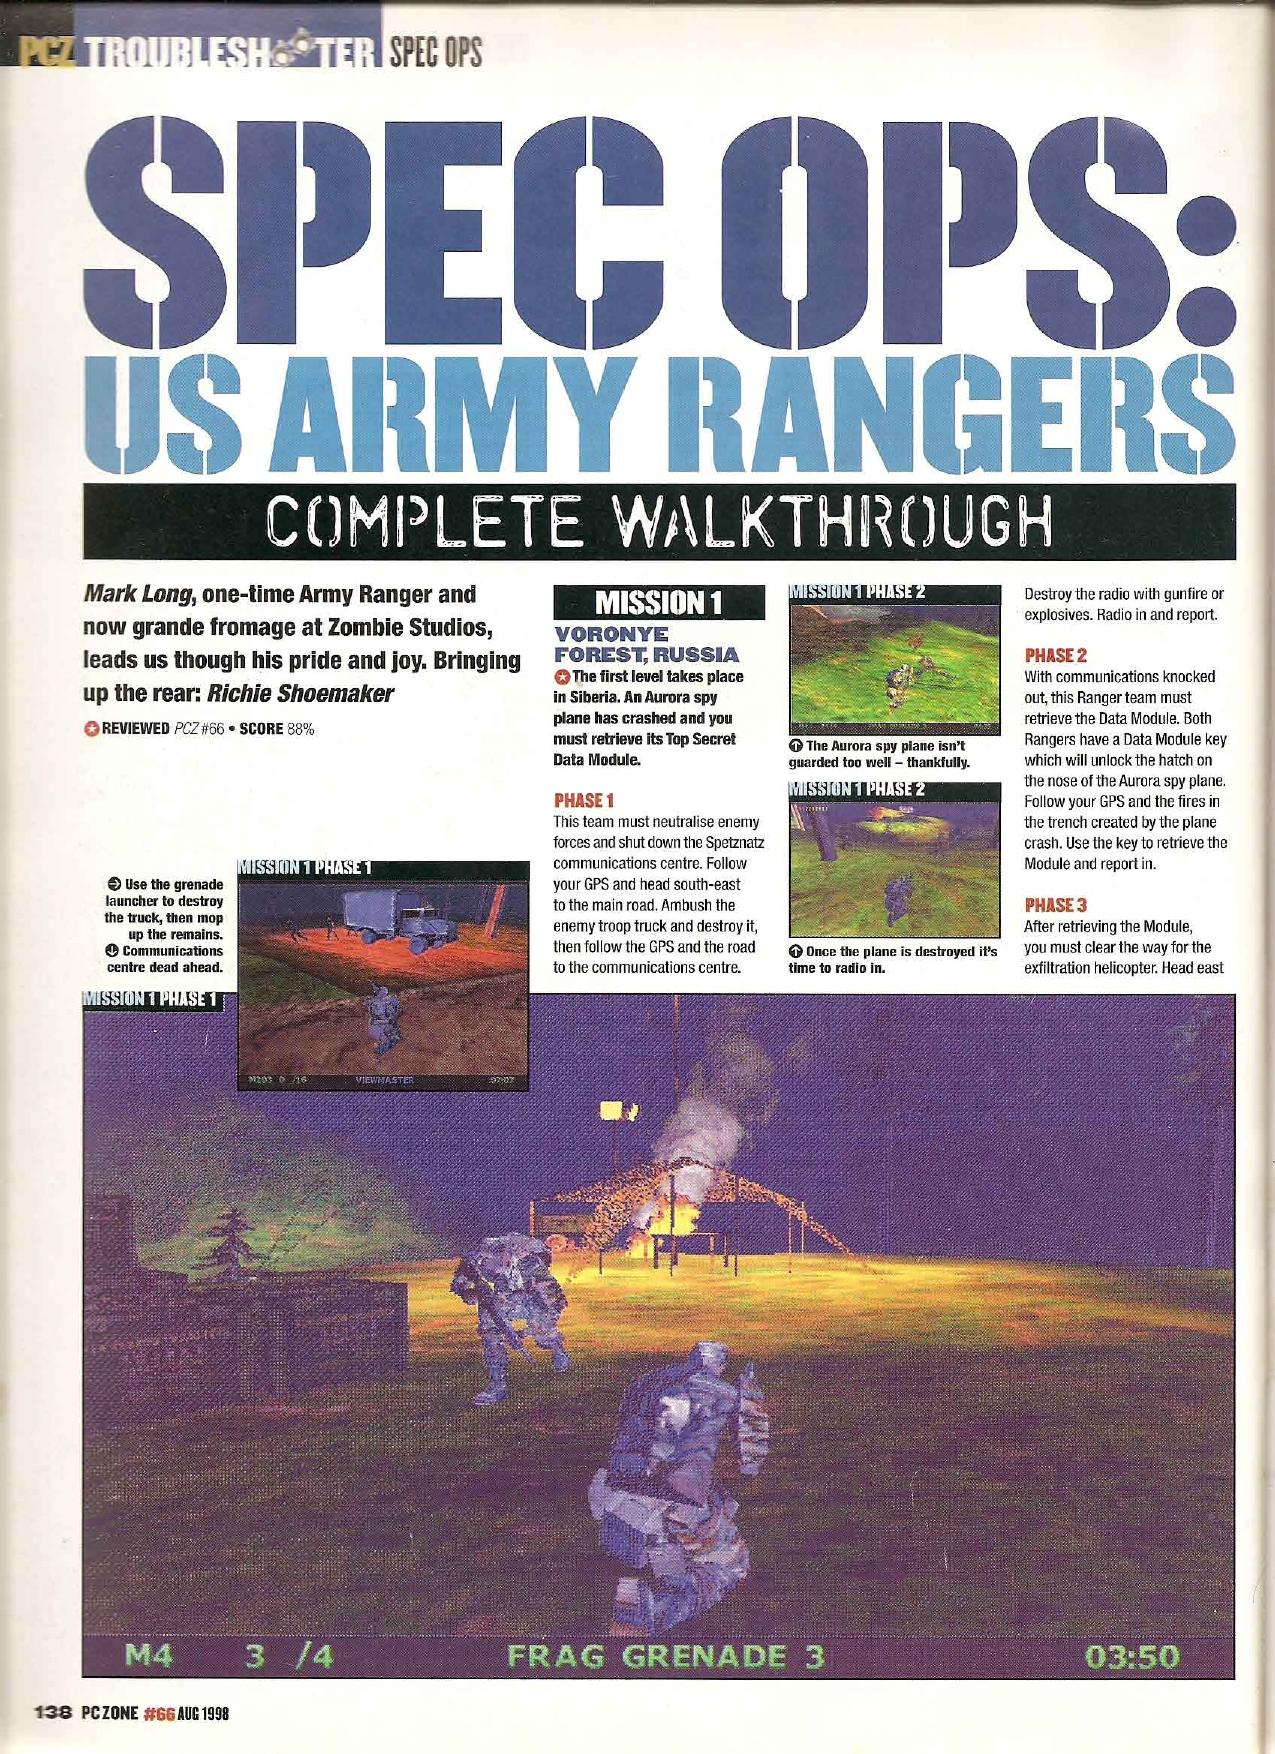 PCZ TROUBLESHOOTER SPEC OPS
SPEC OPS:
US ARMY RANGERS
COMPLETE WALKTHROUGH
Mark Long, one-time Army Ranger and
now grande fromage at Zombie Studios,
leads us though his pride and joy. Bringing
up the rear: Richie Shoemaker
REVIEWED PCZ #66 • SCORE 88%
Use the grenade
launcher to destroy
the truck, then mop
up the remains.
Communications
centre dead ahead.
MISSION 1 PHASE 1
MISSION 1 PHASE 1
M203 0 /16 VIEWMASTER 02:02
MISSION 1
VORONYE
FOREST, RUSSIA
The first level takes place
in Siberia. An Aurora spy
plane has crashed and you
must retrieve its Top Secret
Data Module.
PHASE 1
This team must neutralise enemy
forces and shut down the Spetznatz
communications centre. Follow
your GPS and head south-east
to the main road. Ambush the
enemy troop truck and destroy it,
then follow the GPS and the road
to the communications centre.
MISSION 1 PHASE 2
The Aurora spy plane isn't
guarded too well – thankfully.
MISSION 1 PHASE 2
Once the plane is destroyed it's
time to radio in.
Destroy the radio with gunfire or
explosives. Radio in and report.
PHASE 2
With communications knocked
out, this Ranger team must
retrieve the Data Module. Both
Rangers have a Data Module key
which will unlock the hatch on
the nose of the Aurora spy plane.
Follow your GPS and the fires in
the trench created by the plane
crash. Use the key to retrieve the
Module and report in.
PHASE 3
After retrieving the Module,
you must clear the way for the
exfiltration helicopter. Head east
M4 3 /4 FRAG GRENADE 3 03:50
138 PC ZONE #66 AUG 1998